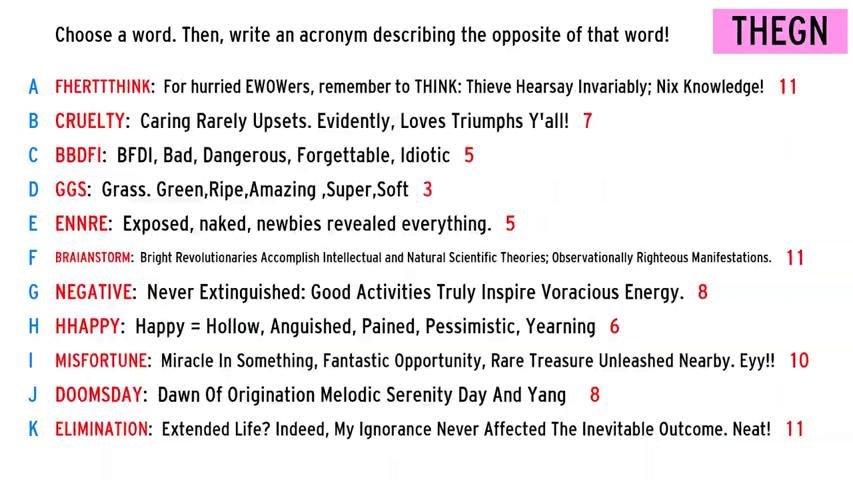 Choose a word. Then, write an acronym describing the opposite of that word!
THEGN
A FHERTTTHINK: For hurried EWOWers, remember to THINK: Thieve Hearsay Invariably; Nix Knowledge! 11
B CRUELTY: Caring Rarely Upsets. Evidently, Loves Triumphs Y'all! 7
C BBDFI: BFDI, Bad, Dangerous, Forgettable, Idiotic 5
D GGS: Grass. Green,Ripe,Amazing ,Super,Soft 3
E ENNRE: Exposed, naked, newbies revealed everything. 5
F BRAIANSTORM: Bright Revolutionaries Accomplish Intellectual and Natural Scientific Theories; Observationally Righteous Manifestations. 11
G NEGATIVE: Never Extinguished: Good Activities Truly Inspire Voracious Energy. 8
H HHAPPY: Happy = Hollow, Anguished, Pained, Pessimistic, Yearning 6
I MISFORTUNE: Miracle In Something, Fantastic Opportunity, Rare Treasure Unleashed Nearby. Eyy!! 10
J DOOMSDAY: Dawn Of Origination Melodic Serenity Day And Yang 8
K ELIMINATION: Extended Life? Indeed, My Ignorance Never Affected The Inevitable Outcome. Neat! 11